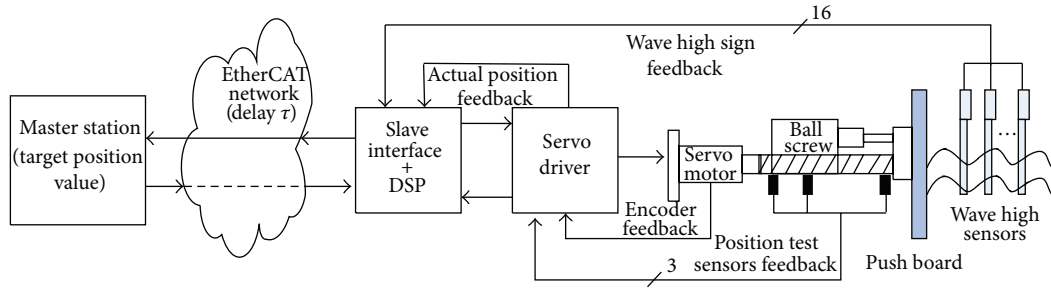 16
Wave high sign
feedback
EtherCAT
network
(delay τ)
Actual position
feedback
Master station
(target position
value)
Slave
interface
+
DSP
Servo
driver
Servo
motor
Ball
screw
...
Encoder
feedback
Position test
sensors feedback
3
Push board
Wave high
sensors